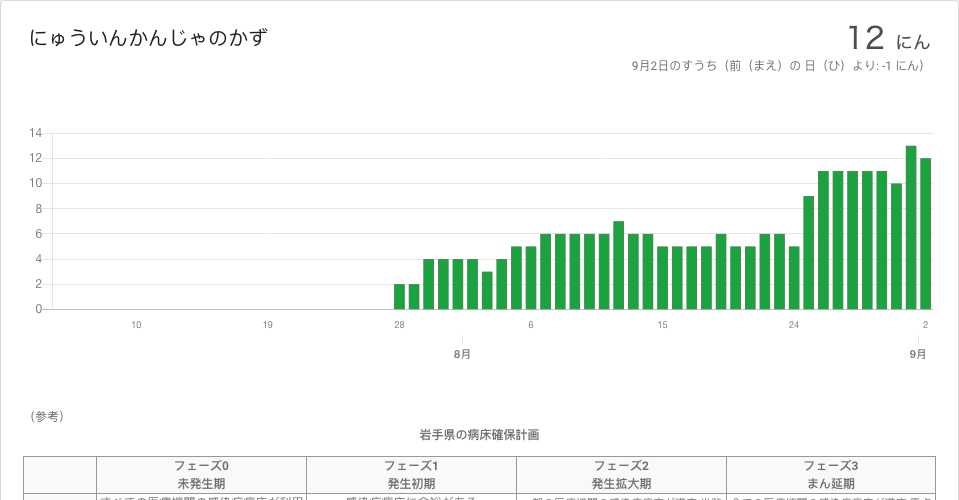 にゅういんかんじゃのかず
12 にん
9月2日のすうち（前（まえ）の 日（ひ）より: -1 にん）
14
12
10
8
6
4
2
0
10 19 28 6 15 24 2
8月 9月
(参考)
岩手県の病床確保計画
フェーズ0 フェーズ1 フェーズ2 フェーズ3
未発生期 発生初期 発生拡大期 まん延期